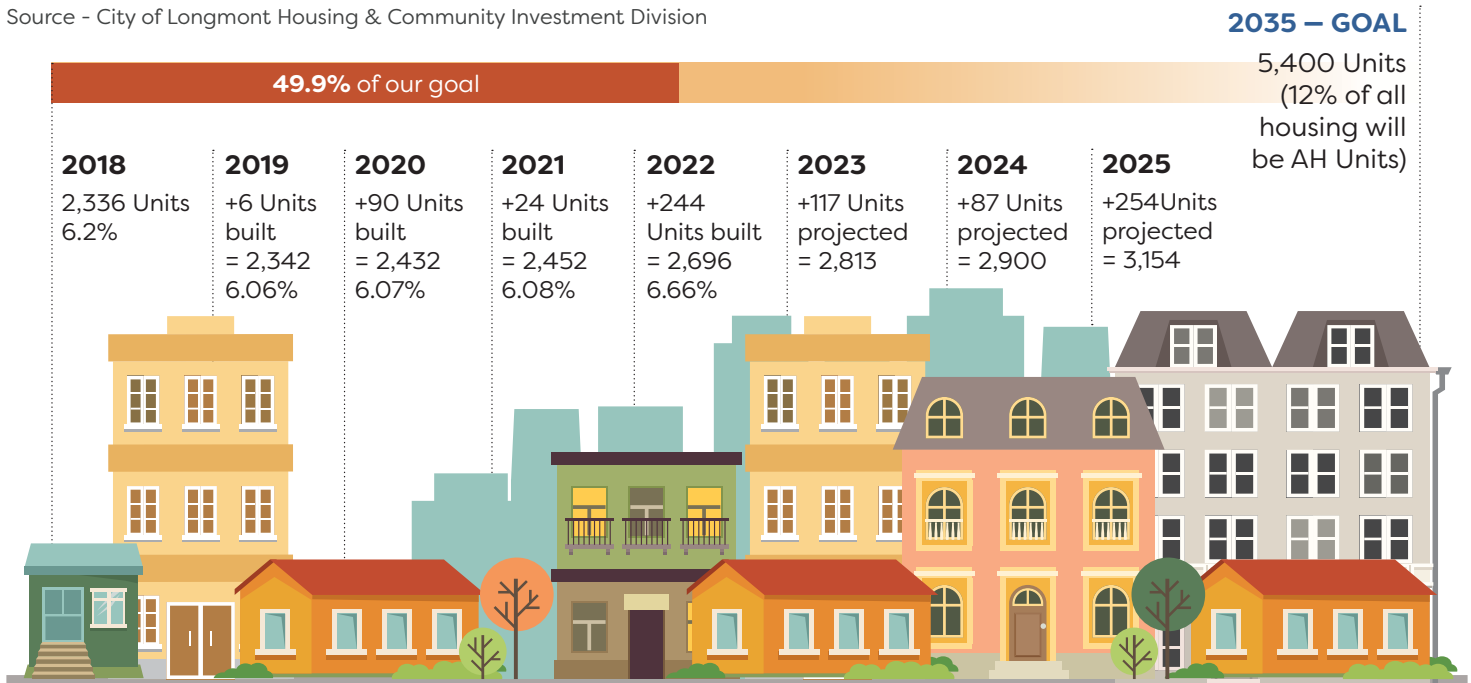 Source - City of Longmont Housing & Community Investment Division
2035 – GOAL
5,400 Units
(12% of all
housing will
be AH Units)
49.9% of our goal
2018
2,336 Units
6.2%
2019
+6 Units
built
= 2,342
6.06%
2020
+90 Units
built
= 2,432
6.07%
2021
+24 Units
built
= 2,452
6.08%
2022
+244
Units built
= 2,696
6.66%
2023
+117 Units
projected
= 2,813
2024
+87 Units
projected
= 2,900
2025
+254Units
projected
= 3,154